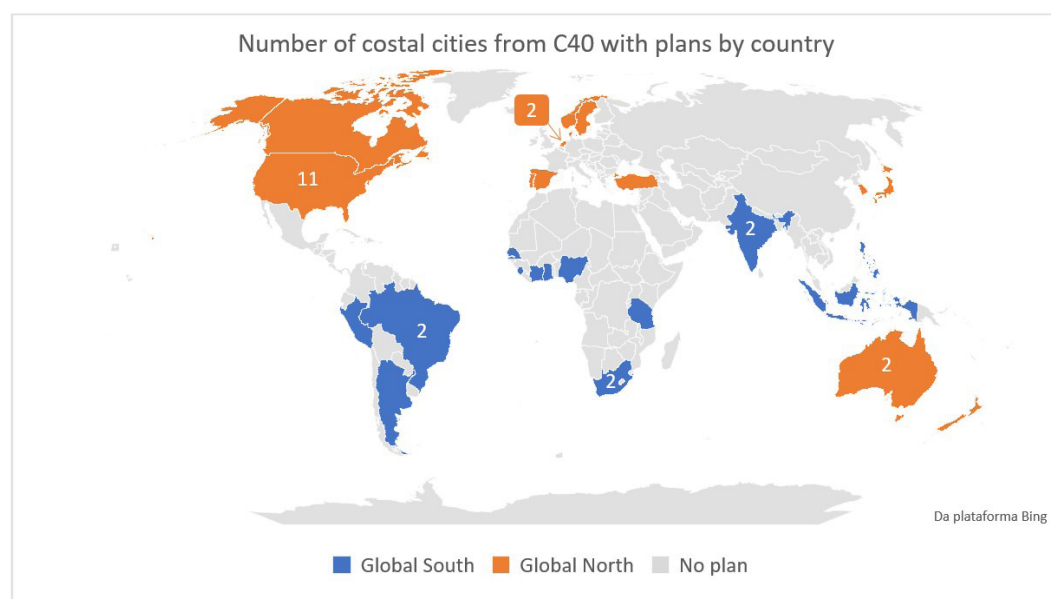 Number of costal cities from C40 with plans by country
2
11
2
2
2
2
Da plataforma Bing
Global South
Global North
No plan